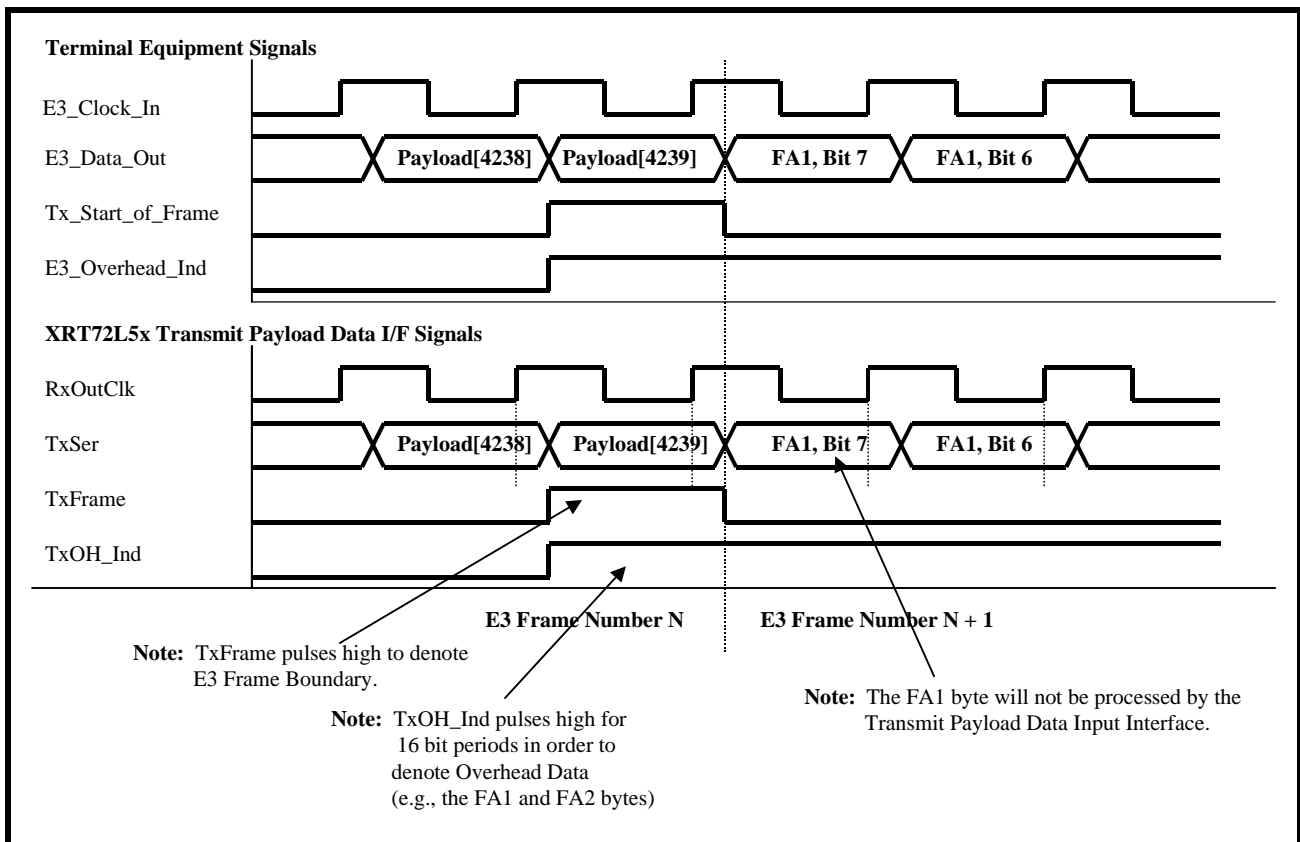 Terminal Equipment Signals
E3_Clock_In
E3_Data_Out
Payload[4238]
Payload[4239]
FA1, Bit 7
FA1, Bit 6
Tx_Start_of_Frame
E3_Overhead_Ind
XRT72L5x Transmit Payload Data I/F Signals
RxOutClk
TxSer
Payload[4238]
Payload[4239]
FA1, Bit 7
FA1, Bit 6
TxFrame
TxOH_Ind
E3 Frame Number N
E3 Frame Number N + 1
Note: TxFrame pulses high to denote
E3 Frame Boundary.
Note: TxOH_Ind pulses high for
16 bit periods in order to
denote Overhead Data
(e.g., the FA1 and FA2 bytes)
Note: The FA1 byte will not be processed by the
Transmit Payload Data Input Interface.